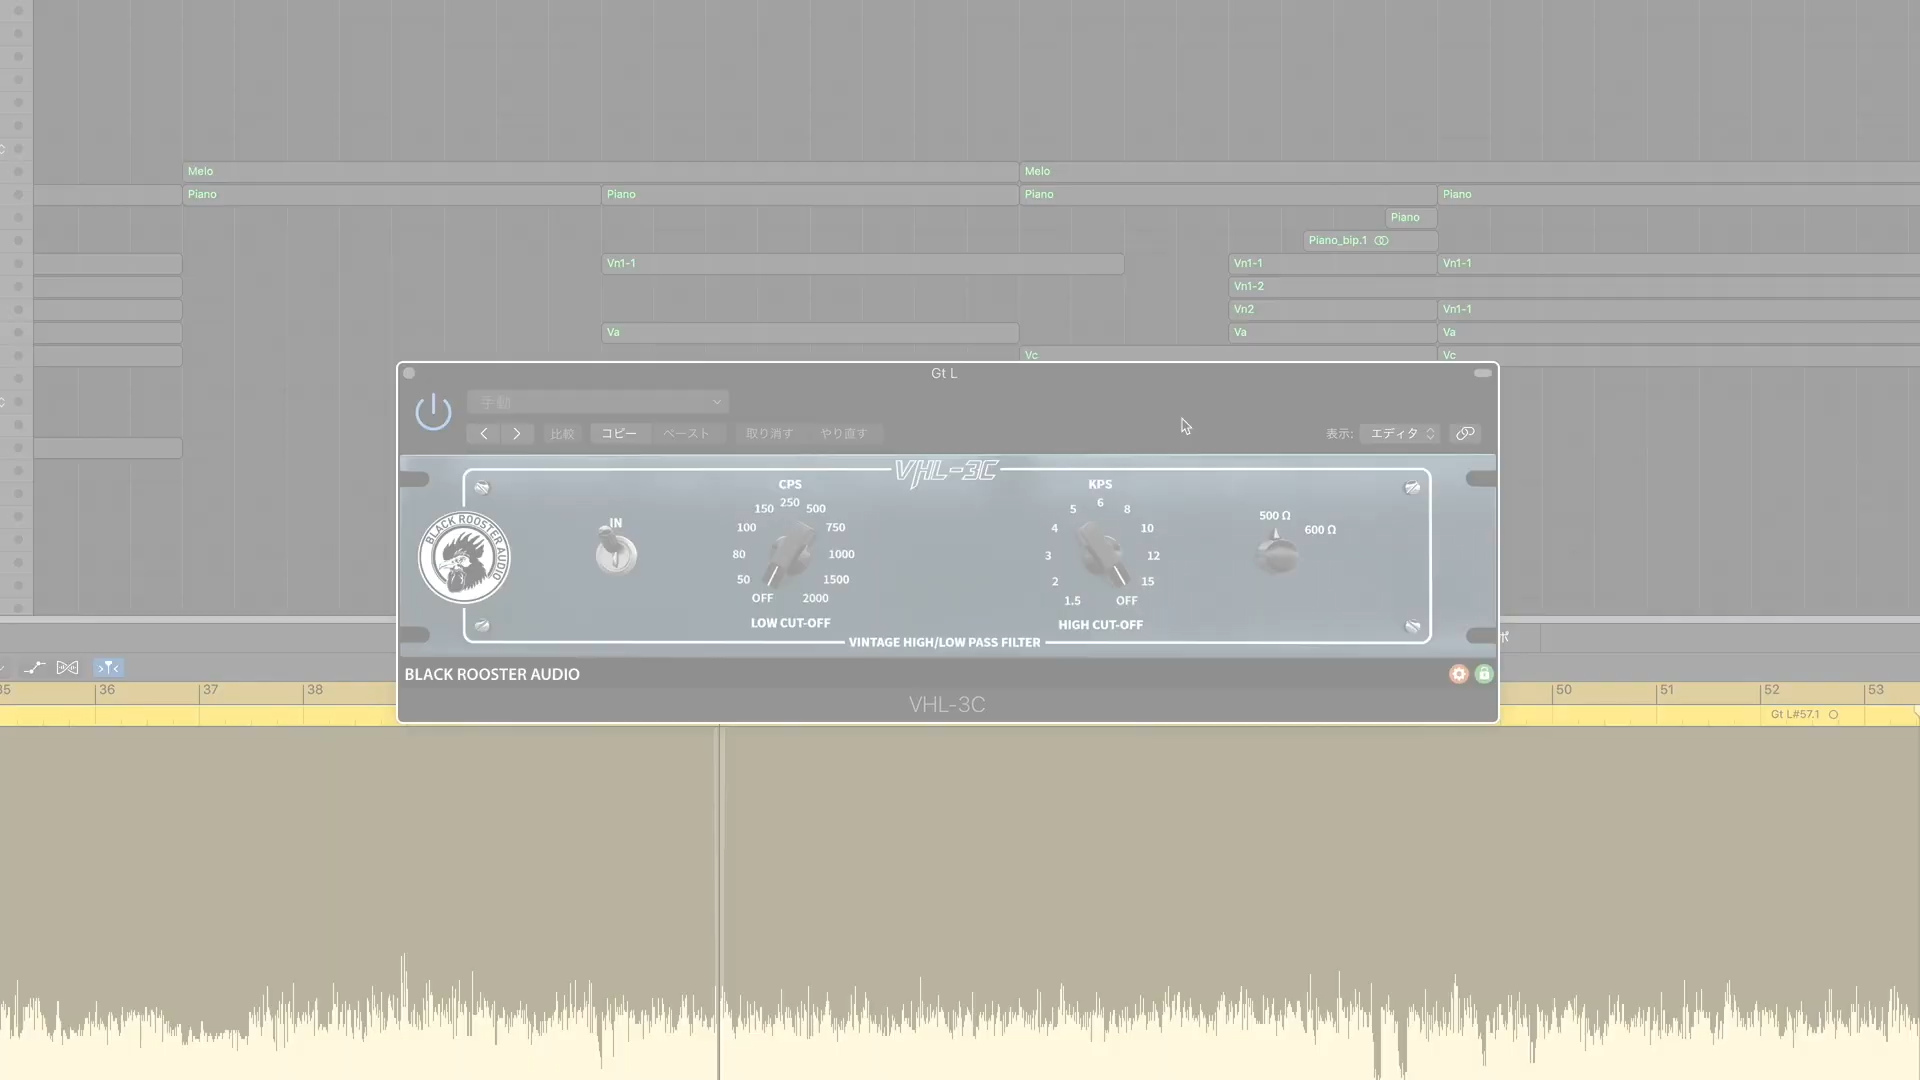 Melo
Melo
Piano
Piano
Piano
Piano
Piano
Piano_bip.1
Vn1-1
Vn1-1
Vn1-1
Vn1-2
Vn2
Vn1-1
Va
Va
Va
Vc
Vc
Gt L
手動
比較
コピー
ペースト
取り消す
やり直す
表示:
エディタ
VHL-3C
BLACK ROOSTER AUDIO
IN
CPS
OFF
50
80
100
150
250
500
750
1000
1500
2000
LOW CUT-OFF
KPS
1.5
2
3
4
5
6
8
10
12
15
OFF
HIGH CUT-OFF
500 Ω
600 Ω
VINTAGE HIGH/LOW PASS FILTER
BLACK ROOSTER AUDIO
VHL-3C
36
37
38
50
51
52
53
Gt L#57.1